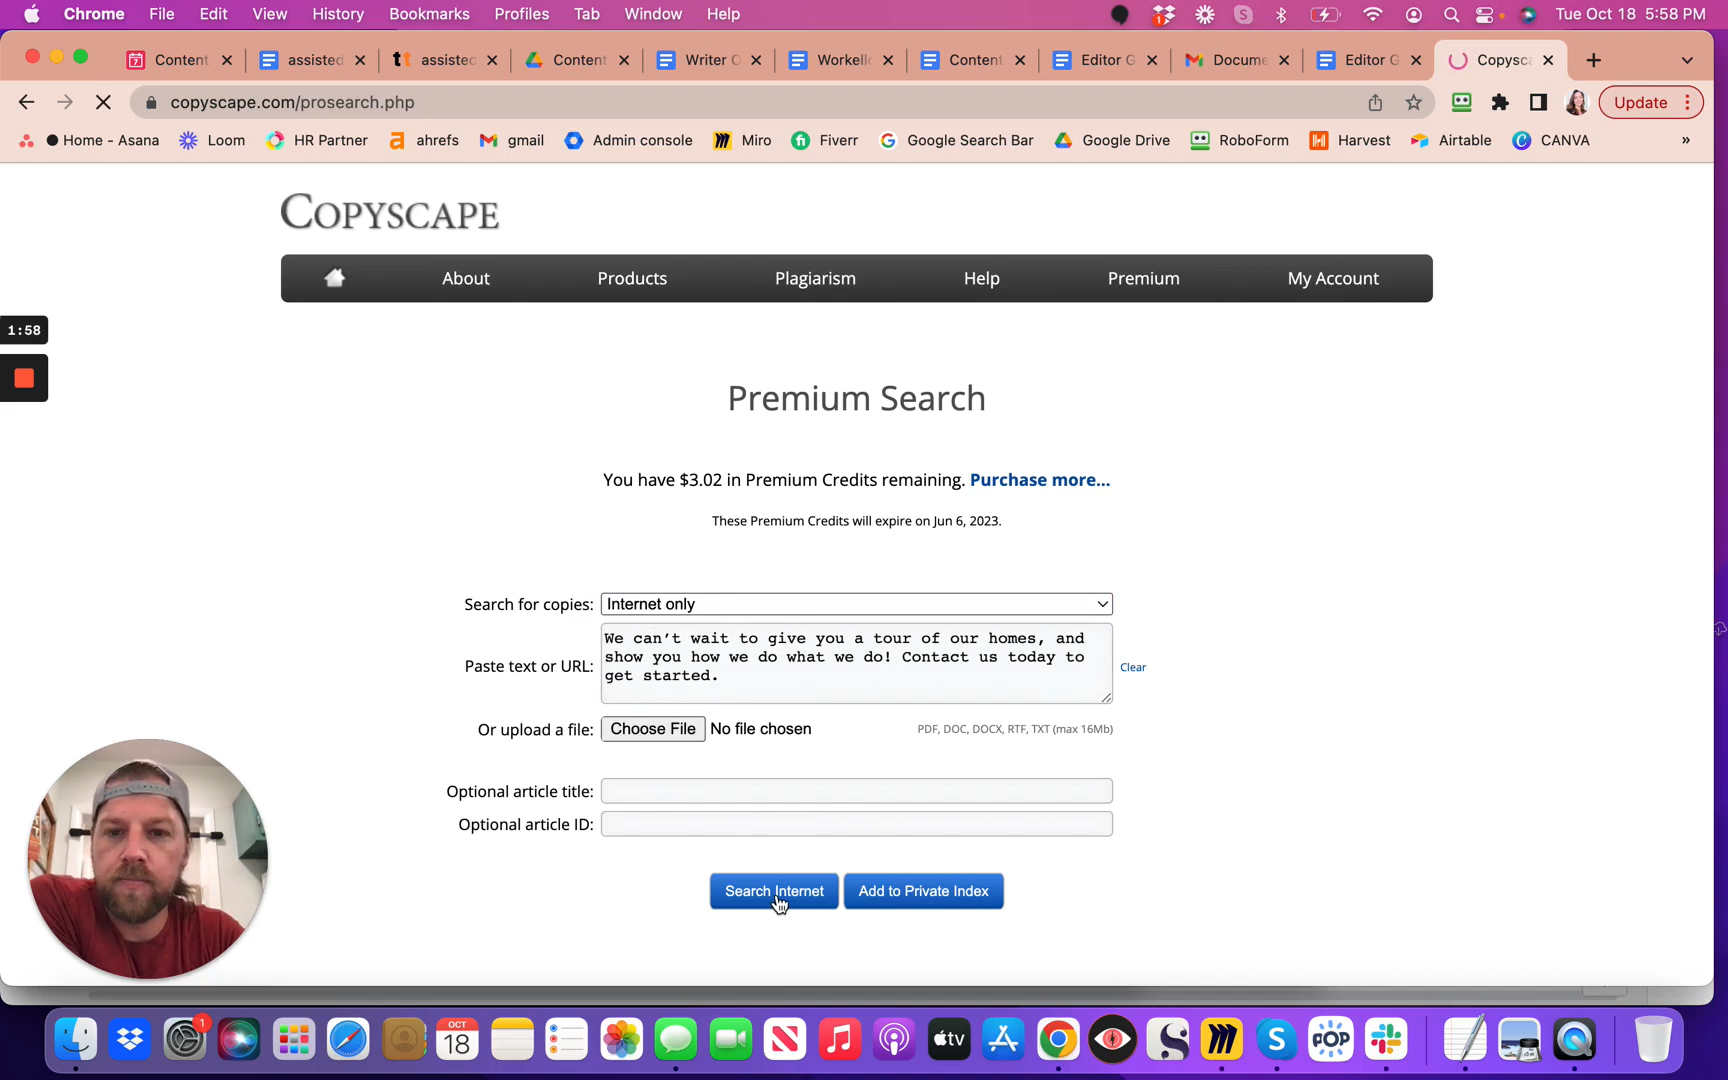 Chrome File Edit View History Bookmarks Profiles Tab Window Help Tue Oct 18 5:58 PM
Content assisted assisted Content Writer Workelle Content Editor G Docume Editor G Copysca
copyscape.com/prosearch.php Update
Home - Asana Loom HR Partner ahrefs gmail Admin console Miro Fiverr Google Search Bar Google Drive RoboForm Harvest Airtable CANVA »
COPYSCAPE
About Products Plagiarism Help Premium My Account
1:58
Premium Search
You have $3.02 in Premium Credits remaining. Purchase more...
These Premium Credits will expire on Jun 6, 2023.
Search for copies: Internet only
We can’t wait to give you a tour of our homes, and
show you how we do what we do! Contact us today to
get started.
Paste text or URL: Clear
Or upload a file: Choose File No file chosen PDF, DOC, DOCX, RTF, TXT (max 16Mb)
Optional article title:
Optional article ID:
Search Internet Add to Private Index
1 OCT 18 tv POP